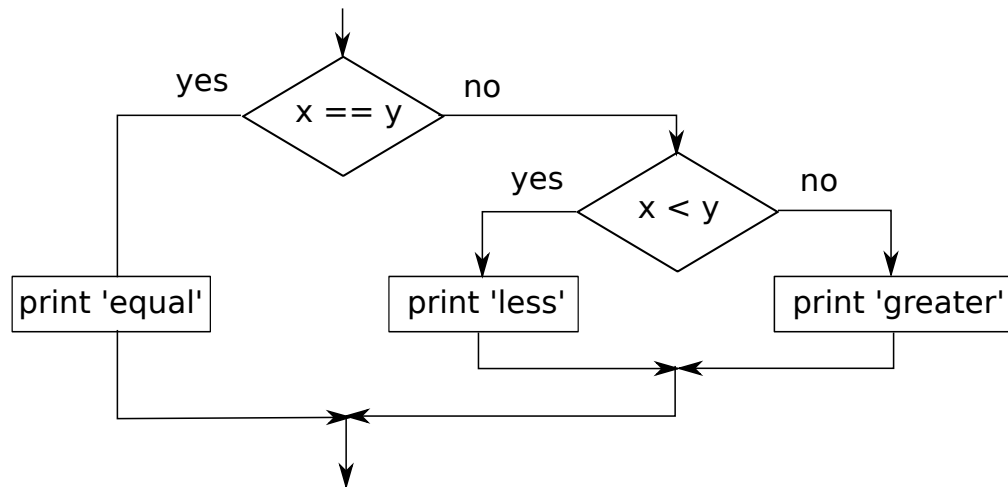 yes
x == y
no
yes
x < y
no
print 'equal'
print 'less'
print 'greater'